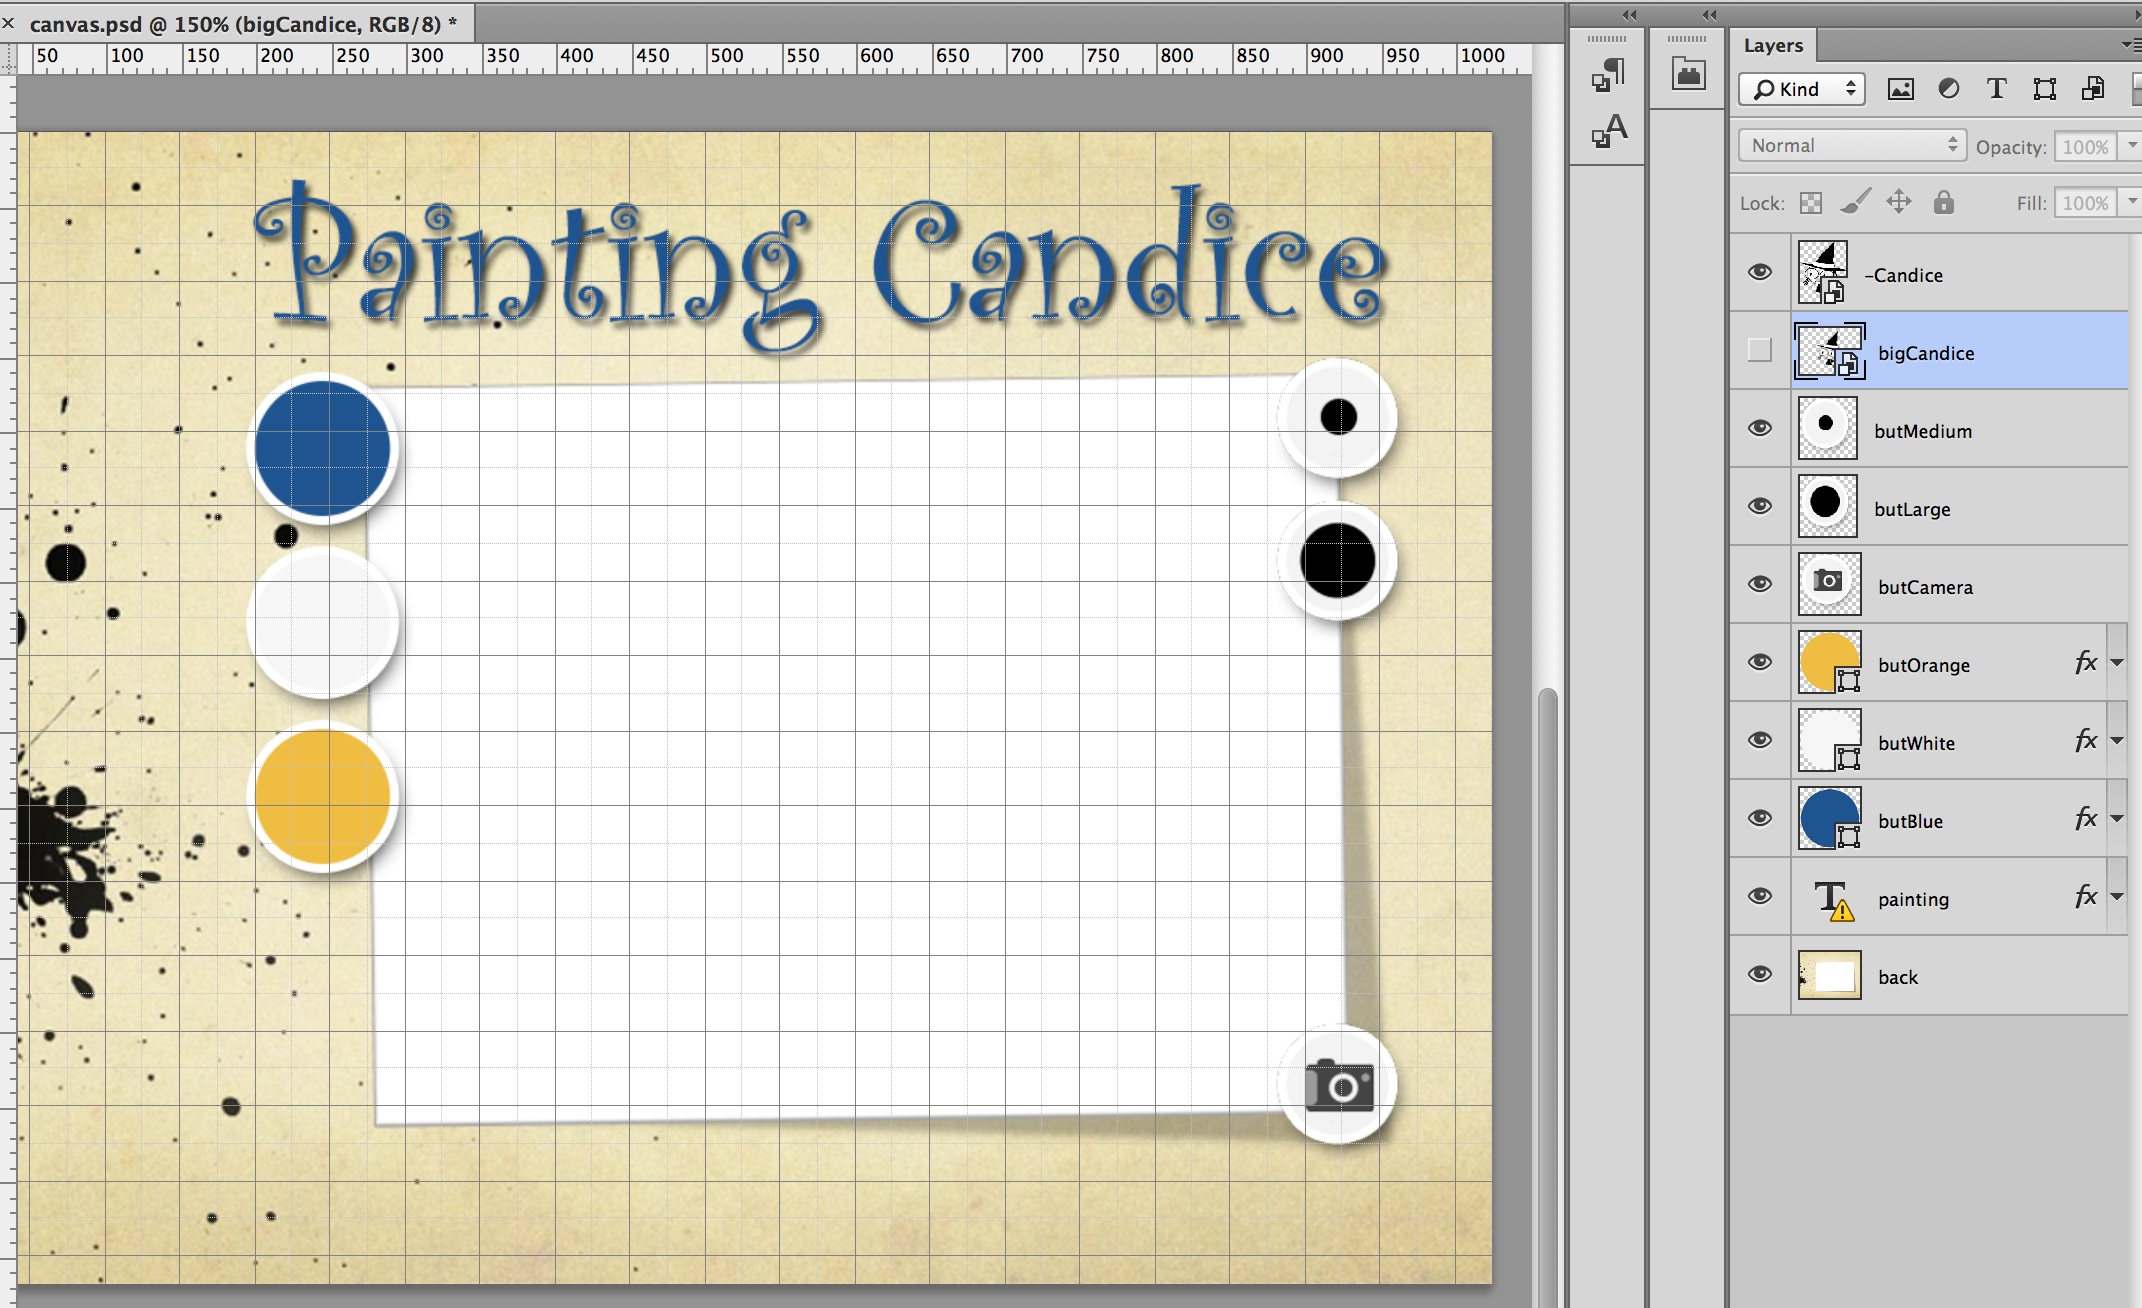 canvas.psd @ 150% (bigCandice, RGB/8) *
50 100 150 200 250 300 350 400 450 500 550 600 650 700 750 800 850 900 950 1000
Painting Candice
Layers
Kind
Normal Opacity: 100%
Lock: Fill: 100%
-Candice
bigCandice
butMedium
butLarge
butCamera
butOrange fx
butWhite fx
butBlue fx
painting fx
back